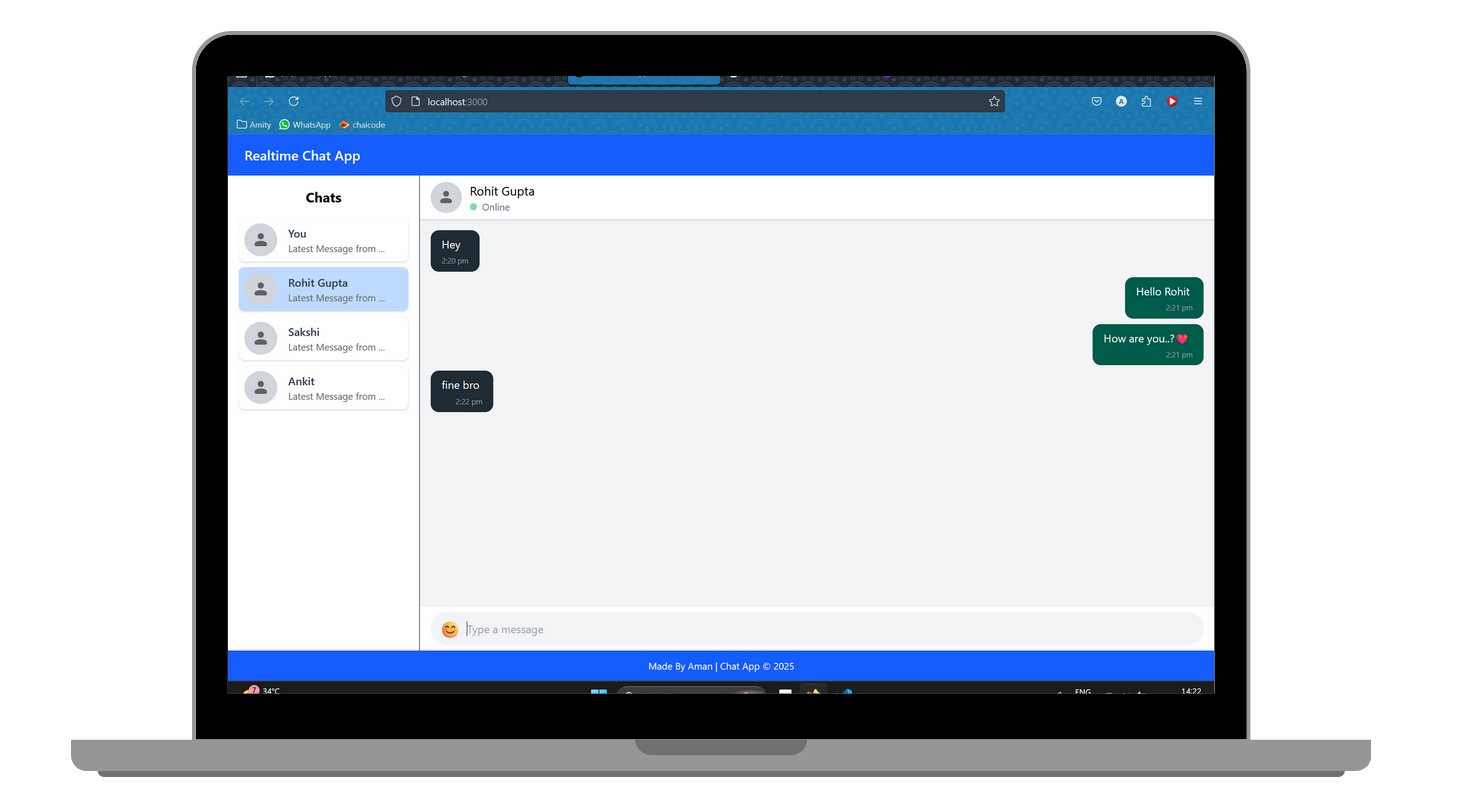 localhost:3000
Amity WhatsApp chaicode
Realtime Chat App
Chats
You
Latest Message from ...
Rohit Gupta
Latest Message from ...
Sakshi
Latest Message from ...
Ankit
Latest Message from ...
Rohit Gupta
Online
Hey
2:20 pm
Hello Rohit
2:21 pm
How are you..?💗
2:21 pm
fine bro
2:22 pm
Type a message
Made By Aman | Chat App © 2025
7 34°C
ENG
14:22